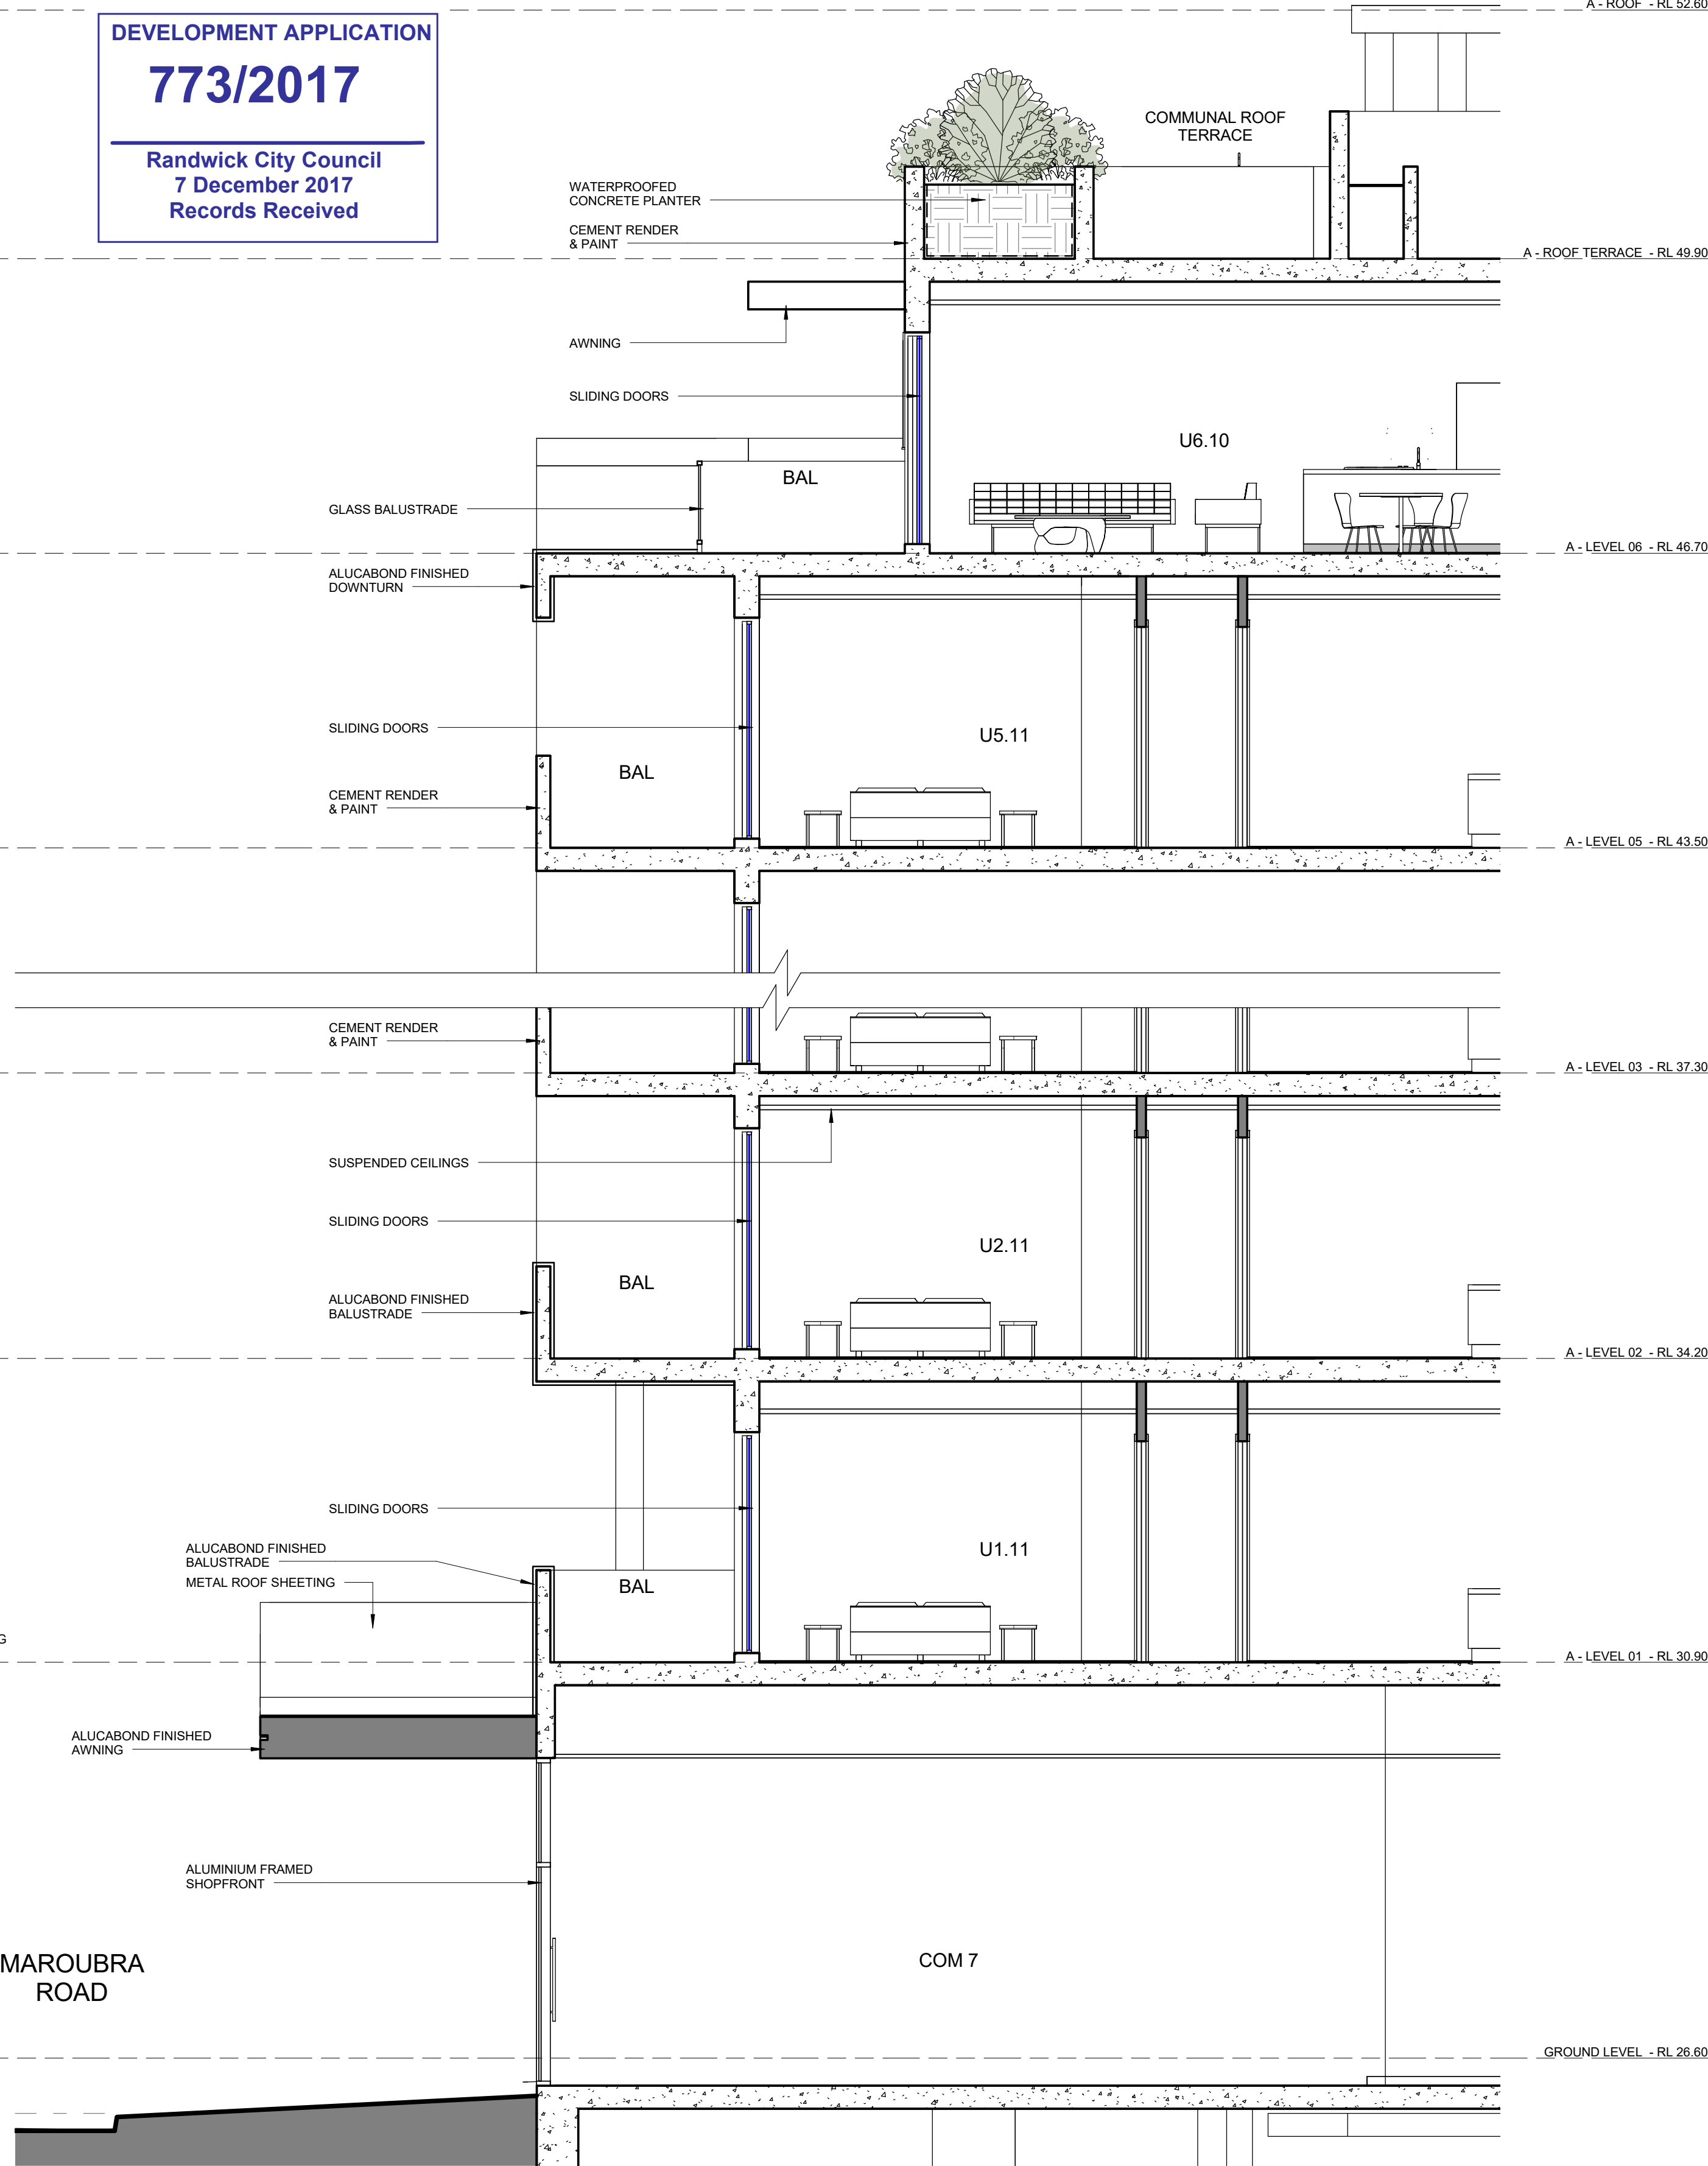 A - ROOF - RL 52.60
DEVELOPMENT APPLICATION
773/2017
Randwick City Council
7 December 2017
Records Received
COMMUNAL ROOF
TERRACE
WATERPROOFED
CONCRETE PLANTER
CEMENT RENDER
& PAINT
A - ROOF TERRACE - RL 49.90
AWNING
SLIDING DOORS
U6.10
BAL
GLASS BALUSTRADE
A - LEVEL 06 - RL 46.70
ALUCABOND FINISHED
DOWNTURN
SLIDING DOORS
U5.11
BAL
CEMENT RENDER
& PAINT
A - LEVEL 05 - RL 43.50
CEMENT RENDER
& PAINT
A - LEVEL 03 - RL 37.30
SUSPENDED CEILINGS
SLIDING DOORS
U2.11
BAL
ALUCABOND FINISHED
BALUSTRADE
A - LEVEL 02 - RL 34.20
SLIDING DOORS
ALUCABOND FINISHED
BALUSTRADE
U1.11
METAL ROOF SHEETING
BAL
G
A - LEVEL 01 - RL 30.90
ALUCABOND FINISHED
AWNING
ALUMINIUM FRAMED
SHOPFRONT
MAROUBRA
ROAD
COM 7
GROUND LEVEL - RL 26.60